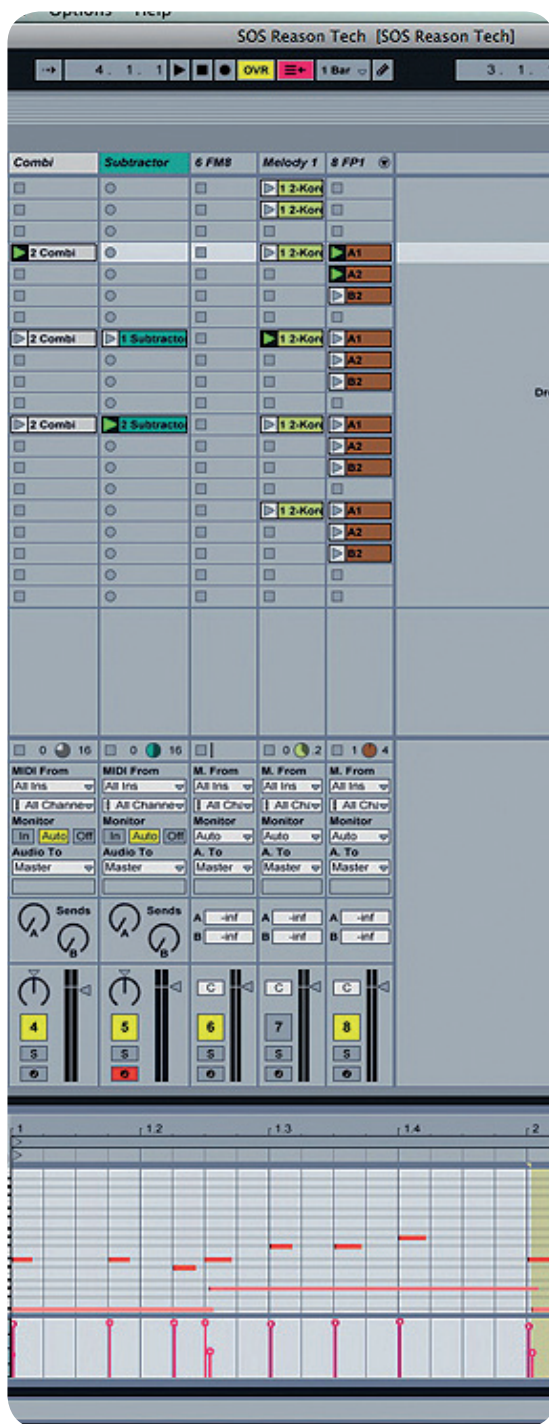 Options Help
SOS Reason Tech [SOS Reason Tech]
4. 1. 1 OVR 1 Bar 3. 1.
Combi Subtractor 6 FM8 Melody 1 8 FP1
1 2-Kor
1 2-Kor
2 Combi 1 2-Kor A1
A2
B2
2 Combi 1 Subtracto 1 2-Kor A1
A2
B2
Dr
2 Combi 2 Subtracto 1 2-Kor A1
A2
B2
1 2-Kor A1
A2
B2
0 16 0 16 0 2 1 4
MIDI From MIDI From M. From M. From M. From
All Ins All Ins All Ins All Ins All Ins
All Channe All Channe All Ch All Ch All Ch
Monitor Monitor Monitor Monitor Monitor
In Auto Off In Auto Off Auto Auto Auto
Audio To Audio To A. To A. To A. To
Master Master Master Master Master
Sends Sends A -inf A -inf A -inf
A B A B B -inf B -inf B -inf
C C C
4 5 6 7 8
S S S S S
1 1.2 1.3 1.4 2